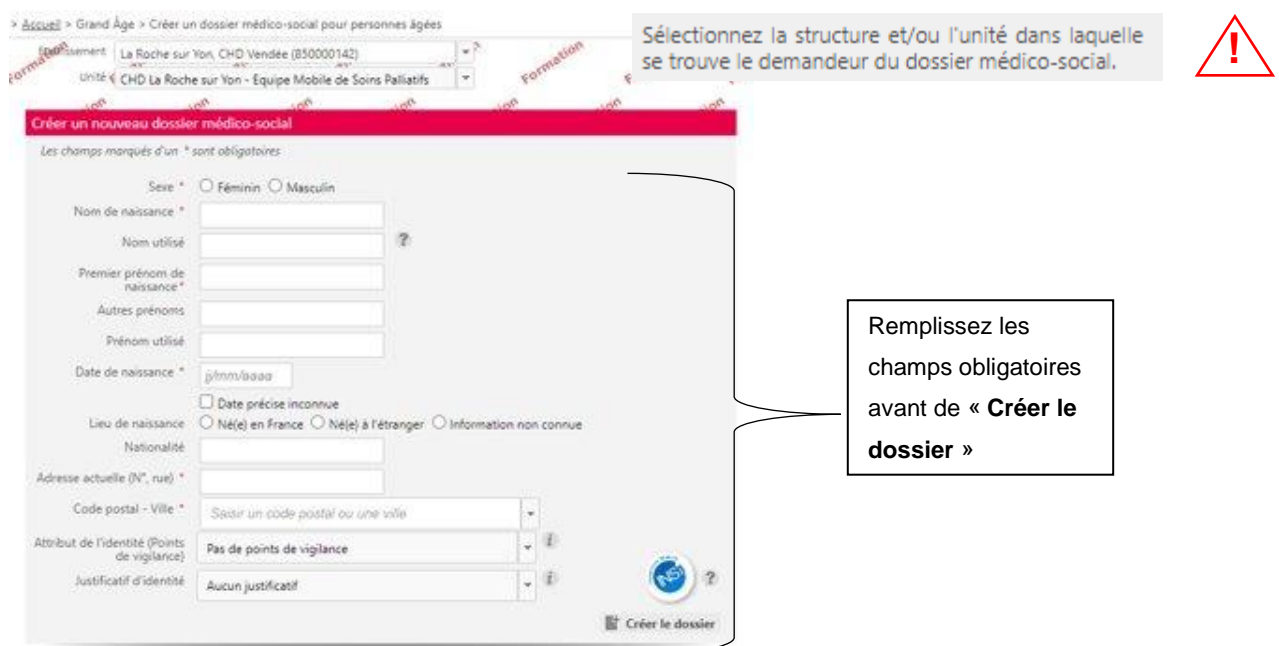 > Accueil > Grand Âge > Créer un dossier médico-social pour personnes âgées
Sélectionnez la structure et/ou l'unité dans laquelle
se trouve le demandeur du dossier médico-social.
!
La Roche sur Yon, CHD Vendée (850000142)
?
Formation
Unité
CHD La Roche sur Yon - Equipe Mobile de Soins Palliatifs
Créer un nouveau dossier médico-social
Les champs marqués d'un * sont obligatoires
Sexe * Féminin Masculin
Nom de naissance *
Nom utilisé ?
Premier prénom de
naissance*
Autres prénoms
Prénom utilisé
Date de naissance * jj/mm/aaaa
Date précise inconnue
Lieu de naissance Né(e) en France Né(e) à l'étranger Information non connue
Nationalité
Adresse actuelle (N°, rue) *
Code postal - Ville * Saisir un code postal ou une ville
Attribut de l'identité (Points
de vigilance) Pas de points de vigilance i
Justificatif d'identité Aucun justificatif i
INSi ?
Créer le dossier
Remplissez les
champs obligatoires
avant de « Créer le
dossier »